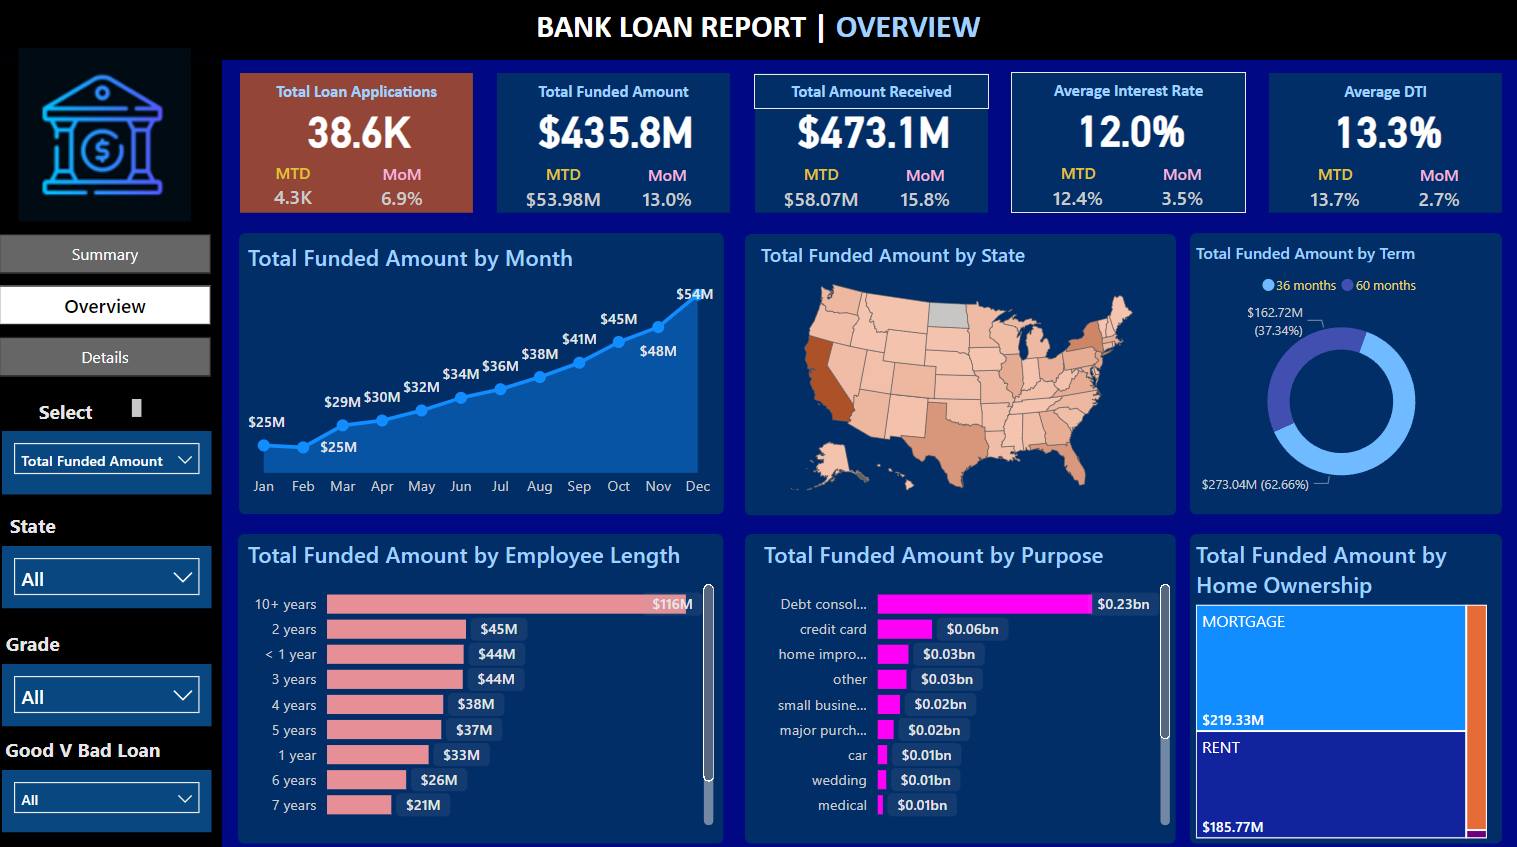 BANK LOAN REPORT | OVERVIEW
Total Loan Applications
38.6K
MTD
MoM
4.3K
6.9%
Total Funded Amount
$435.8M
MTD
MoM
$53.98M
13.0%
Total Amount Received
$473.1M
MTD
MoM
$58.07M
15.8%
Average Interest Rate
12.0%
MTD
MoM
12.4%
3.5%
Average DTI
13.3%
MTD
MoM
13.7%
2.7%
$
Summary
Overview
Details
Select
Total Funded Amount
State
All
Grade
All
Good V Bad Loan
All
Total Funded Amount by Month
$25M
$25M
$29M
$30M
$32M
$34M
$36M
$38M
$41M
$45M
$48M
$54M
Jan
Feb
Mar
Apr
May
Jun
Jul
Aug
Sep
Oct
Nov
Dec
Total Funded Amount by State
Total Funded Amount by Term
36 months
60 months
$162.72M
(37.34%)
$273.04M (62.66%)
Total Funded Amount by Employee Length
10+ years
$116M
2 years
$45M
< 1 year
$44M
3 years
$44M
4 years
$38M
5 years
$37M
1 year
$33M
6 years
$26M
7 years
$21M
Total Funded Amount by Purpose
Debt consol...
$0.23bn
credit card
$0.06bn
home impro...
$0.03bn
other
$0.03bn
small busine...
$0.02bn
major purch...
$0.02bn
car
$0.01bn
wedding
$0.01bn
medical
$0.01bn
Total Funded Amount by
Home Ownership
MORTGAGE
$219.33M
RENT
$185.77M